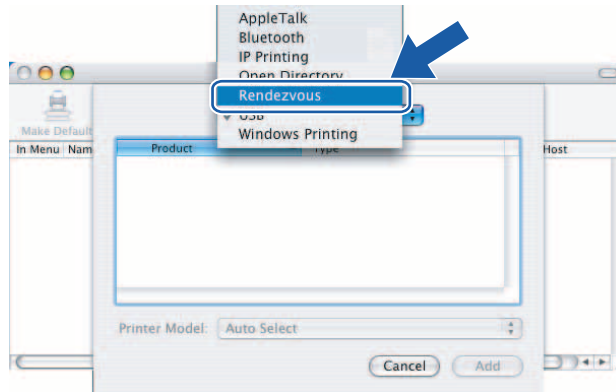 AppleTalk
Bluetooth
IP Printing
Open Directory
Rendezvous
USB
Windows Printing
Make Default
In Menu Nam
Product Type Host
Printer Model: Auto Select
Cancel Add